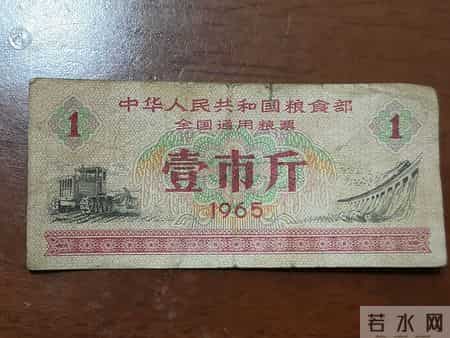 中华人民共和国粮食部
全国通用粮票
1 壹市斤 1
1965
若水网